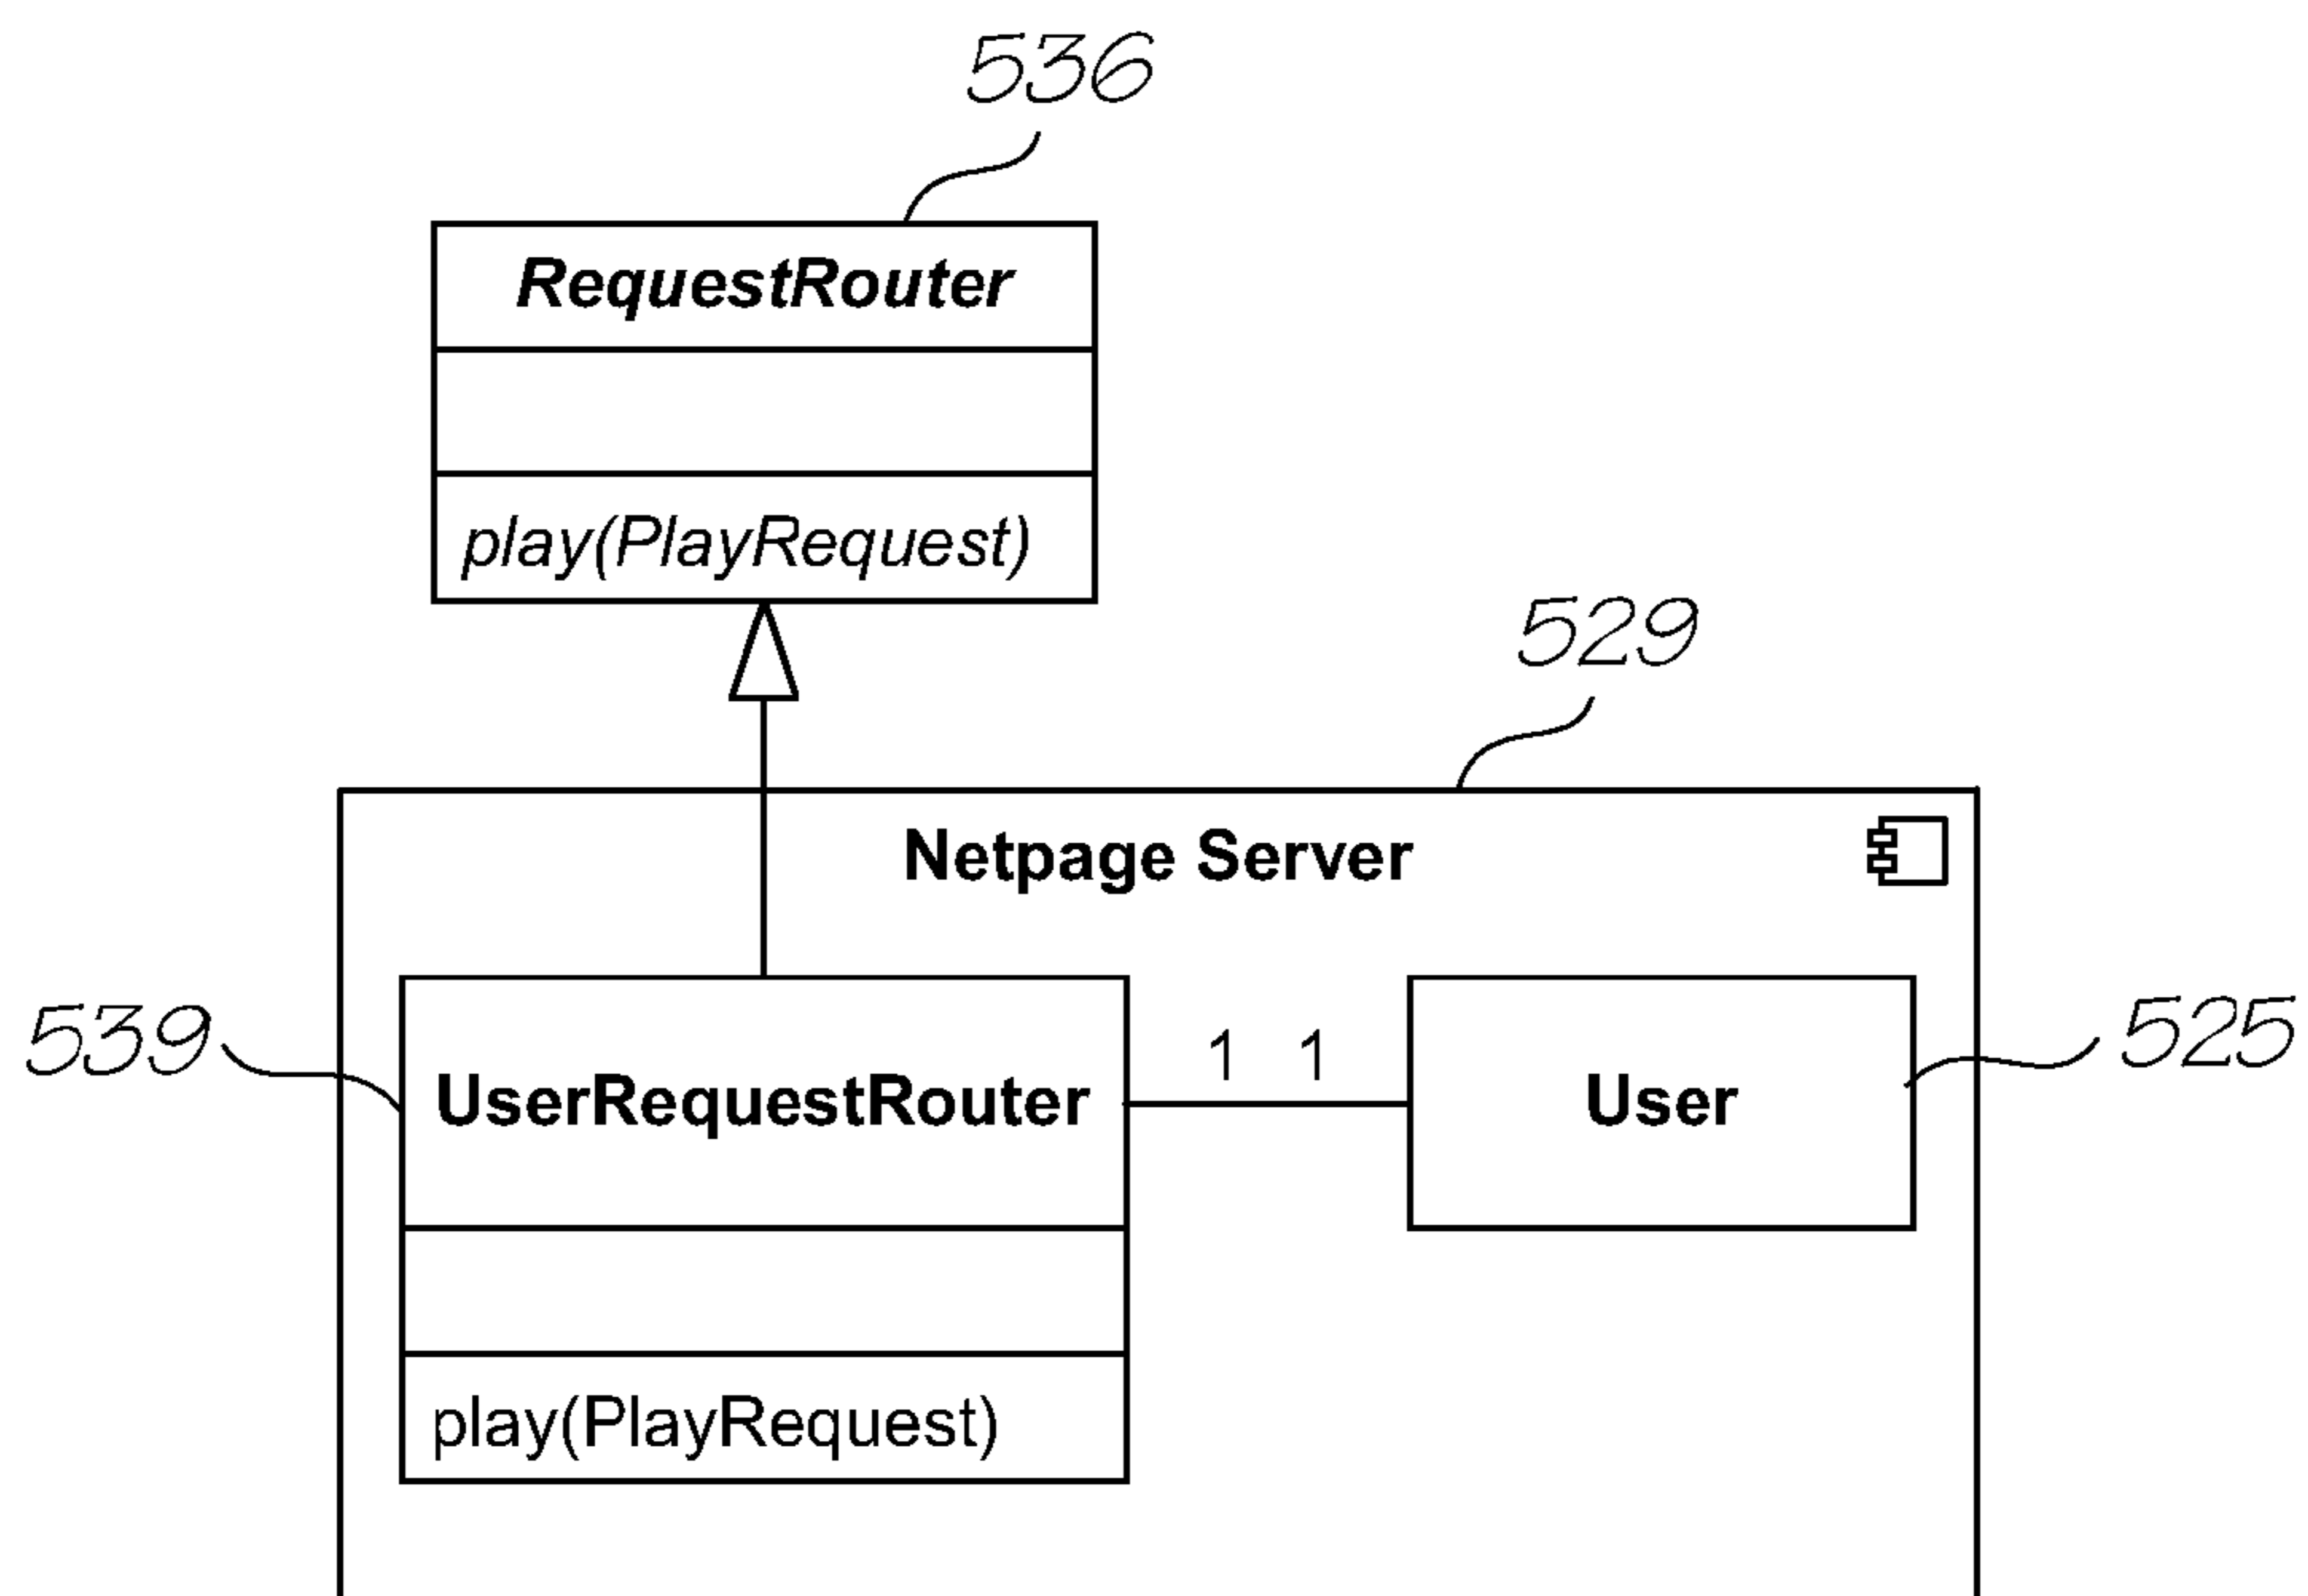 536
RequestRouter
play(PlayRequest)
529
Netpage Server
539
UserRequestRouter
1 1
User
525
play(PlayRequest)